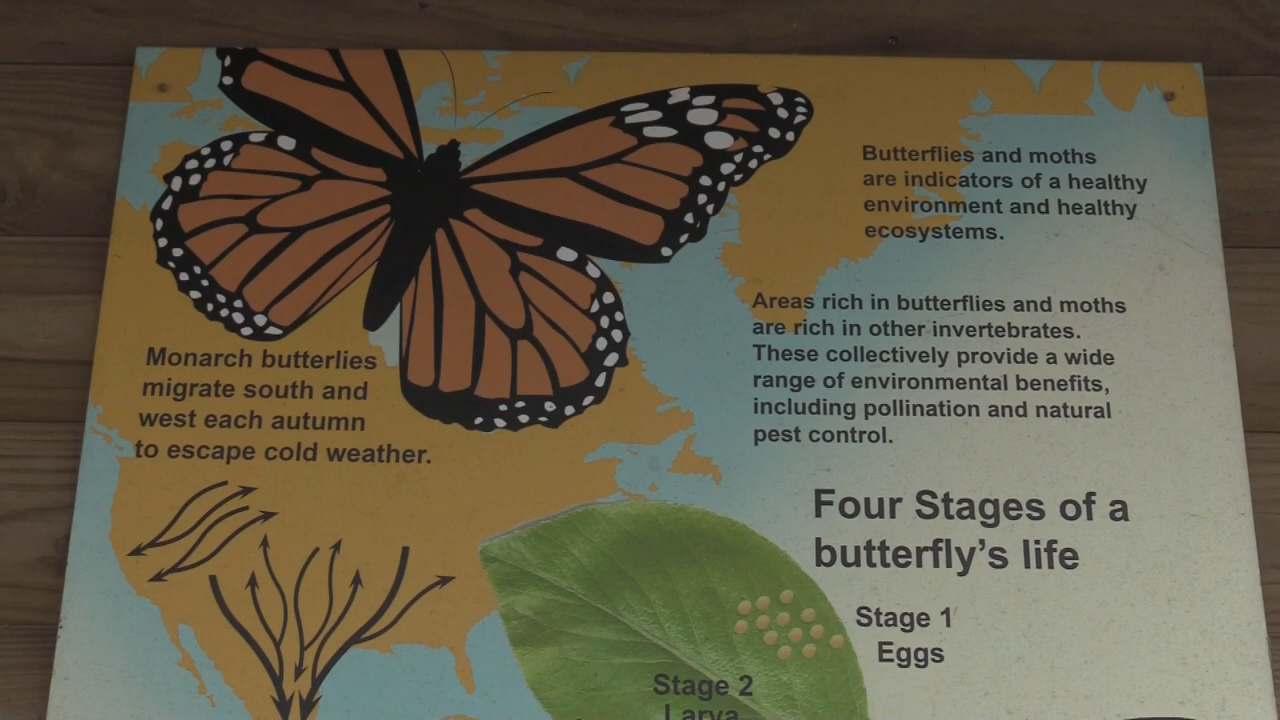 Butterflies and moths
are indicators of a healthy
environment and healthy
ecosystems.
Areas rich in butterflies and moths
are rich in other invertebrates.
These collectively provide a wide
range of environmental benefits,
including pollination and natural
pest control.
Monarch butterlies
migrate south and
west each autumn
to escape cold weather.
Four Stages of a
butterfly's life
Stage 1
Eggs
Stage 2
Larva